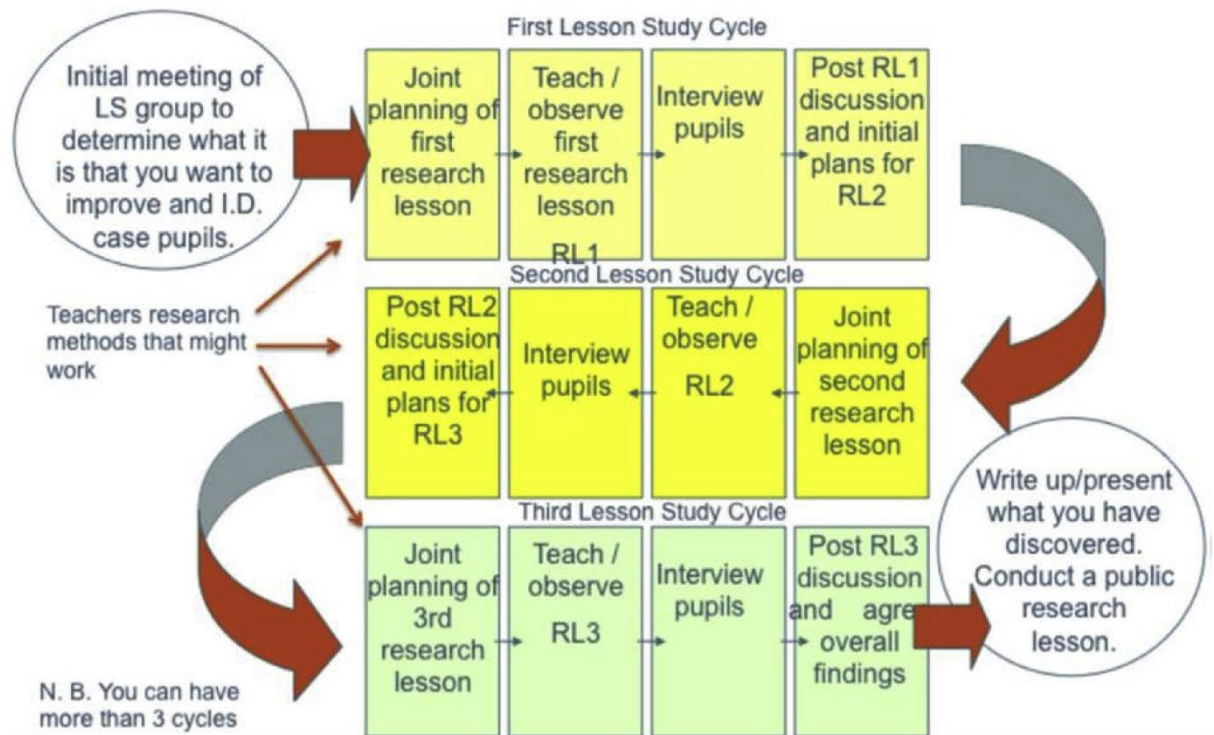 First Lesson Study Cycle
Initial meeting of
LS group to
determine what it
is that you want to
improve and I.D.
case pupils.
Joint
planning of
first
research
lesson
Teach /
observe
first
research
lesson
RL1
Interview
pupils
Post RL1
discussion
and initial
plans for
RL2
Teachers research
methods that might
work
Second Lesson Study Cycle
Post RL2
discussion
and initial
plans for
RL3
Interview
pupils
Teach /
observe
RL2
Joint
planning of
second
research
lesson
Third Lesson Study Cycle
Joint
planning of
3rd
research
lesson
Teach /
observe
RL3
Interview
pupils
Post RL3
discussion
and agre
overall
findings
Write up/present
what you have
discovered.
Conduct a public
research
lesson.
N. B. You can have
more than 3 cycles